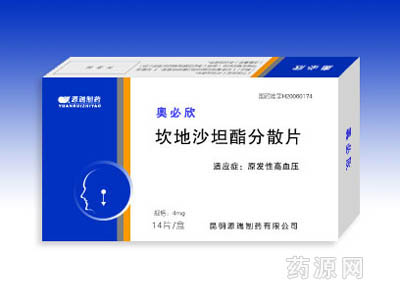 源瑞制药
YUANRUIZHIYAO
国药准字H20060174
奥必欣
坎地沙坦酯分散片
适应症：原发性高血压
规格：4mg
14片/盒
昆明源瑞制药有限公司
药源网